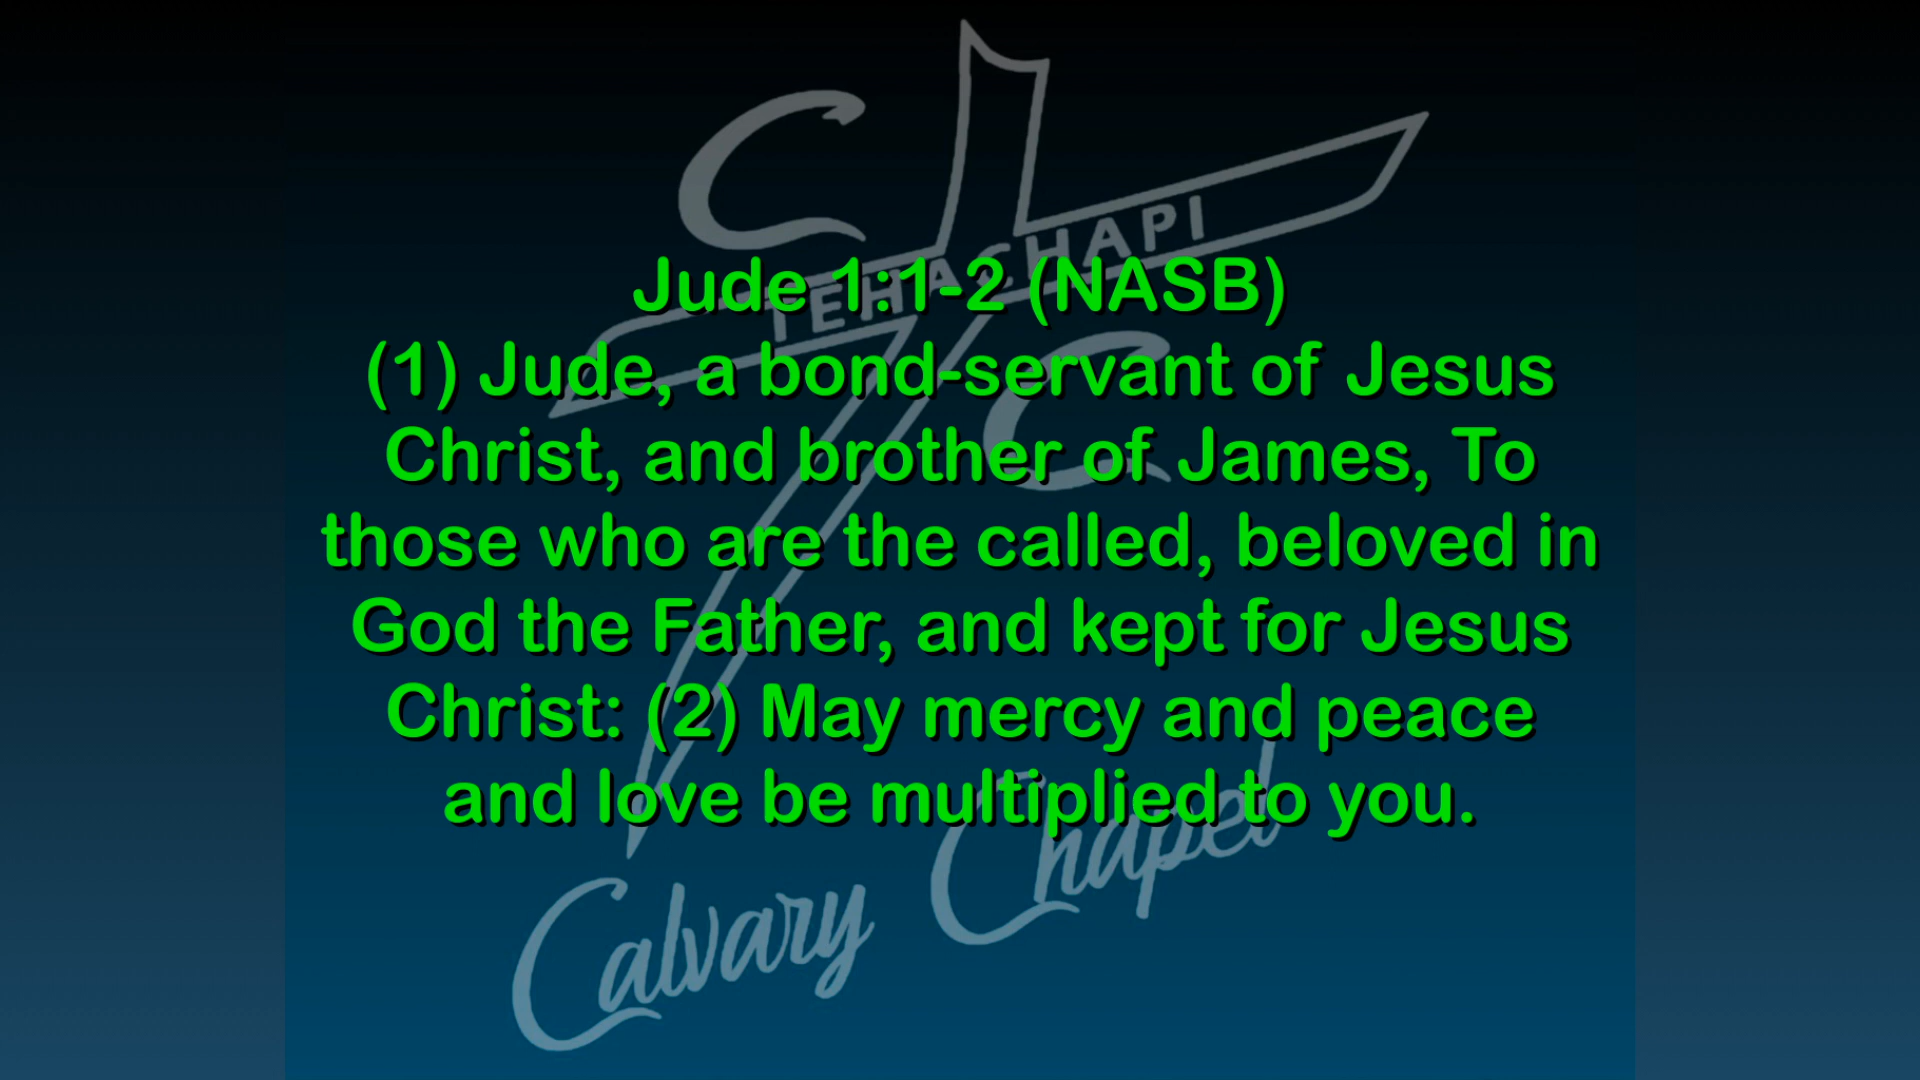 C
TEHACHAPI
C
Jude 1:1-2 (NASB)
(1) Jude, a bond-servant of Jesus
Christ, and brother of James, To
those who are the called, beloved in
God the Father, and kept for Jesus
Christ: (2) May mercy and peace
and love be multiplied to you.
Calvary Chapel